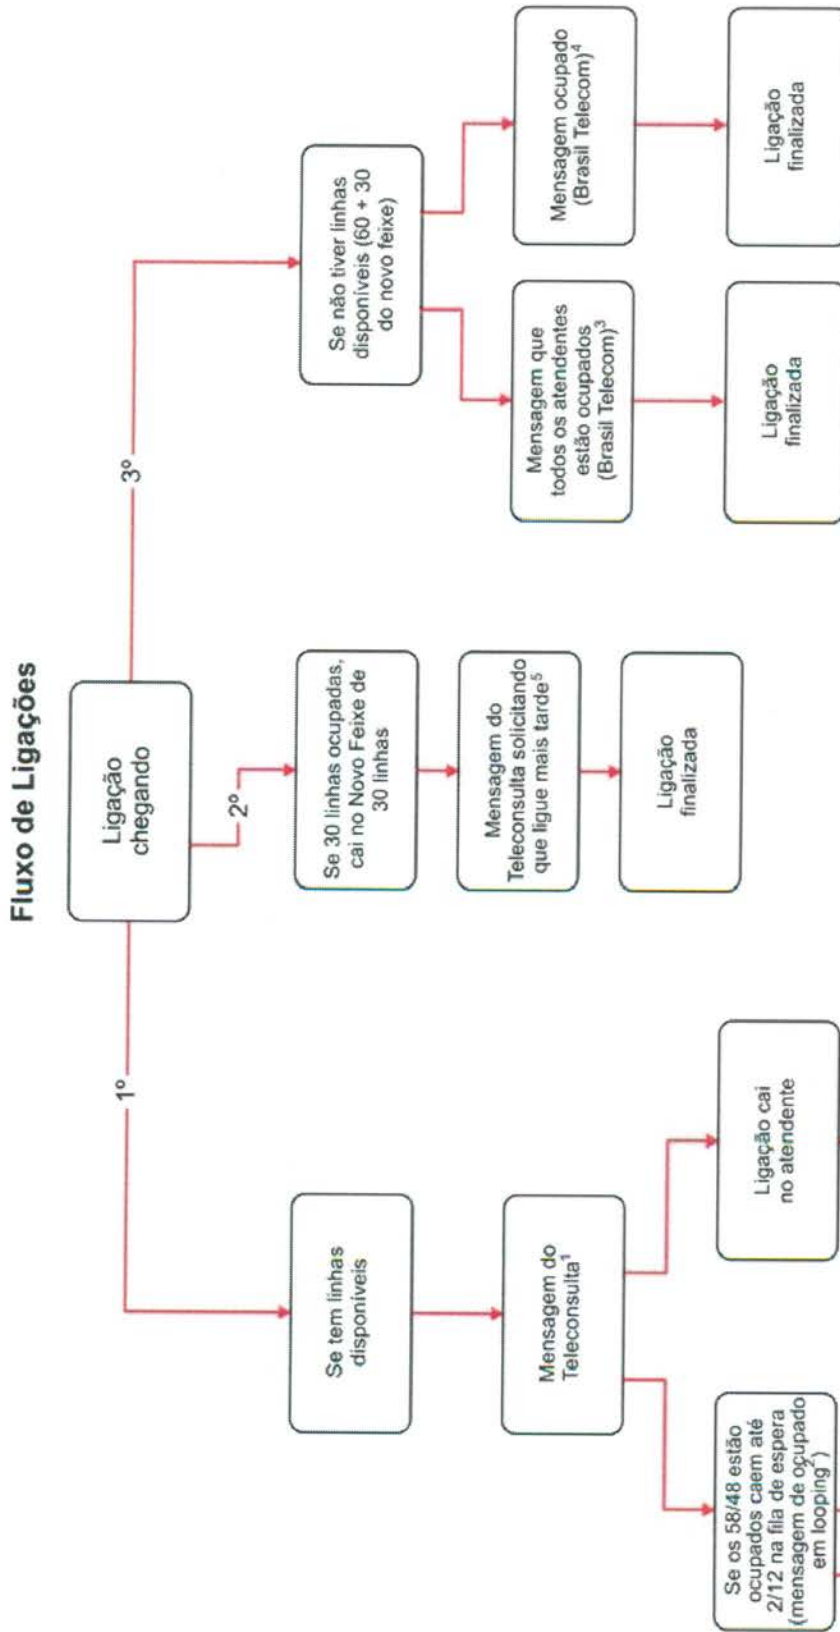 Fluxo de Ligações
Ligação
chegando
1º
2º
3º
Se tem linhas
disponíveis
Mensagem do
Teleconsulta¹
Se os 58/48 estão
ocupados caem até
2/12 na fila de espera
(mensagem de ocupado
em looping²)
Ligação cai
no atendente
Se 30 linhas ocupadas,
cai no Novo Feixe de
30 linhas
Mensagem do
Teleconsulta solicitando
que ligue mais tarde⁵
Ligação
finalizada
Se não tiver linhas
disponíveis (60 + 30
do novo feixe)
Mensagem que
todos os atendentes
estão ocupados
(Brasil Telecom)³
Ligação
finalizada
Mensagem ocupado
(Brasil Telecom)⁴
Ligação
finalizada